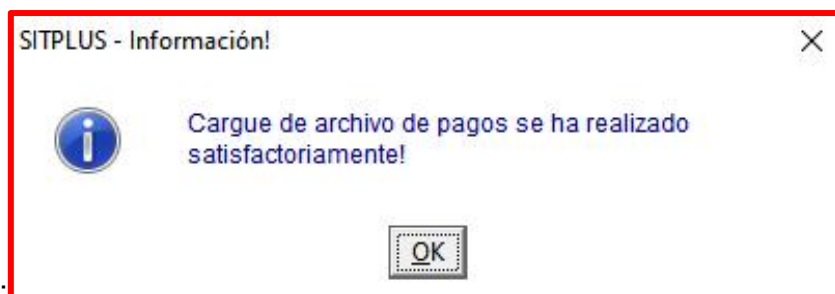 SITPLUS - Información!
Cargue de archivo de pagos se ha realizado
satisfactoriamente!
OK
.